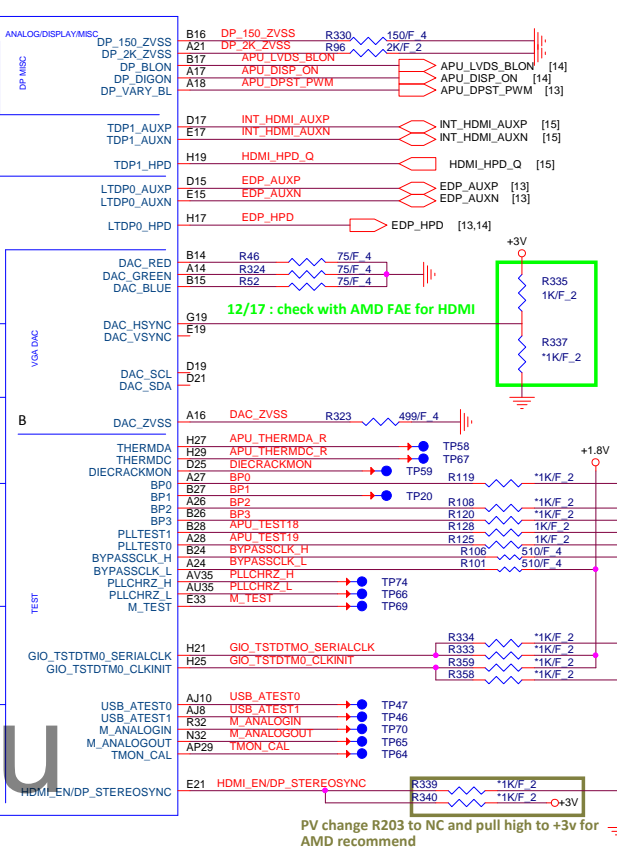 ANALOG/DISPLAY/MISC
DP MISC
DP_150_ZVSS B16 DP_150_ZVSS R330 150/F_4
DP_2K_ZVSS A21 DP_2K_ZVSS R96 2K/F_2
DP_BLON B17 APU_LVDS_BLON APU_LVDS_BLON [14]
DP_DIGON A17 APU_DISP_ON APU_DISP_ON [14]
DP_VARY_BL A18 APU_DPST_PWM APU_DPST_PWM [13]
TDP1_AUXP D17 INT_HDMI_AUXP INT_HDMI_AUXP [15]
TDP1_AUXN E17 INT_HDMI_AUXN INT_HDMI_AUXN [15]
TDP1_HPD H19 HDMI_HPD_Q HDMI_HPD_Q [15]
LTDP0_AUXP D15 EDP_AUXP EDP_AUXP [13]
LTDP0_AUXN E15 EDP_AUXN EDP_AUXN [13]
LTDP0_HPD H17 EDP_HPD EDP_HPD [13,14]
+3V
DAC_RED B14 R46 75/F_4
DAC_GREEN A14 R324 75/F_4
DAC_BLUE B15 R52 75/F_4
R335
1K/F_2
12/17 : check with AMD FAE for HDMI
VGA DAC
DAC_HSYNC G19
DAC_VSYNC E19
R337
*1K/F_2
DAC_SCL D19
DAC_SDA D21
B
DAC_ZVSS A16 DAC_ZVSS R323 499/F_4
THERMDA H27 APU_THERMDA_R TP58
+1.8V
THERMDC H29 APU_THERMDC_R TP67
DIECRACKMON D25 DIECRACKMON TP59
BP0 A27 BP0 R119 *1K/F_2
BP1 B27 BP1 TP20
BP2 A26 BP2 R108 *1K/F_2
BP3 B26 BP3 R120 *1K/F_2
PLLTEST1 B28 APU_TEST18 R128 1K/F_2
PLLTEST0 A28 APU_TEST19 R125 1K/F_2
BYPASSCLK_H B24 BYPASSCLK_H R106 510/F_4
BYPASSCLK_L A24 BYPASSCLK_L R101 510/F_4
PLLCHRZ_H AV35 PLLCHRZ_H TP74
PLLCHRZ_L AU35 PLLCHRZ_L TP66
M_TEST E33 M_TEST TP69
TEST
R334 *1K/F_2
GIO_TSTDTM0_SERIALCLK H21 GIO_TSTDTMO_SERIALCLK R333 *1K/F_2
GIO_TSTDTM0_CLKINIT H25 GIO_TSTDTM0_CLKINIT R359 *1K/F_2
R358 *1K/F_2
USB_ATEST0 AJ10 USB_ATEST0 TP47
USB_ATEST1 AJ8 USB_ATEST1 TP46
M_ANALOGIN R32 M_ANALOGIN TP70
M_ANALOGOUT N32 M_ANALOGOUT TP65
TMON_CAL AP29 TMON_CAL TP64
u
HDMI_EN/DP_STEREOSYNC E21 HDMI_EN/DP_STEREOSYNC R339 *1K/F_2
R340 *1K/F_2 +3V
PV change R203 to NC and pull high to +3v for
AMD recommend